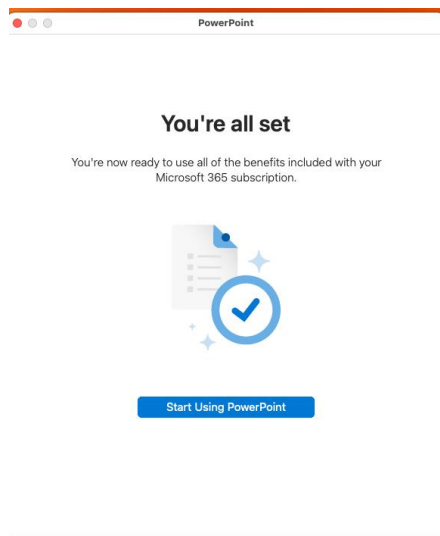 PowerPoint
You're all set
You're now ready to use all of the benefits included with your
Microsoft 365 subscription.
Start Using PowerPoint